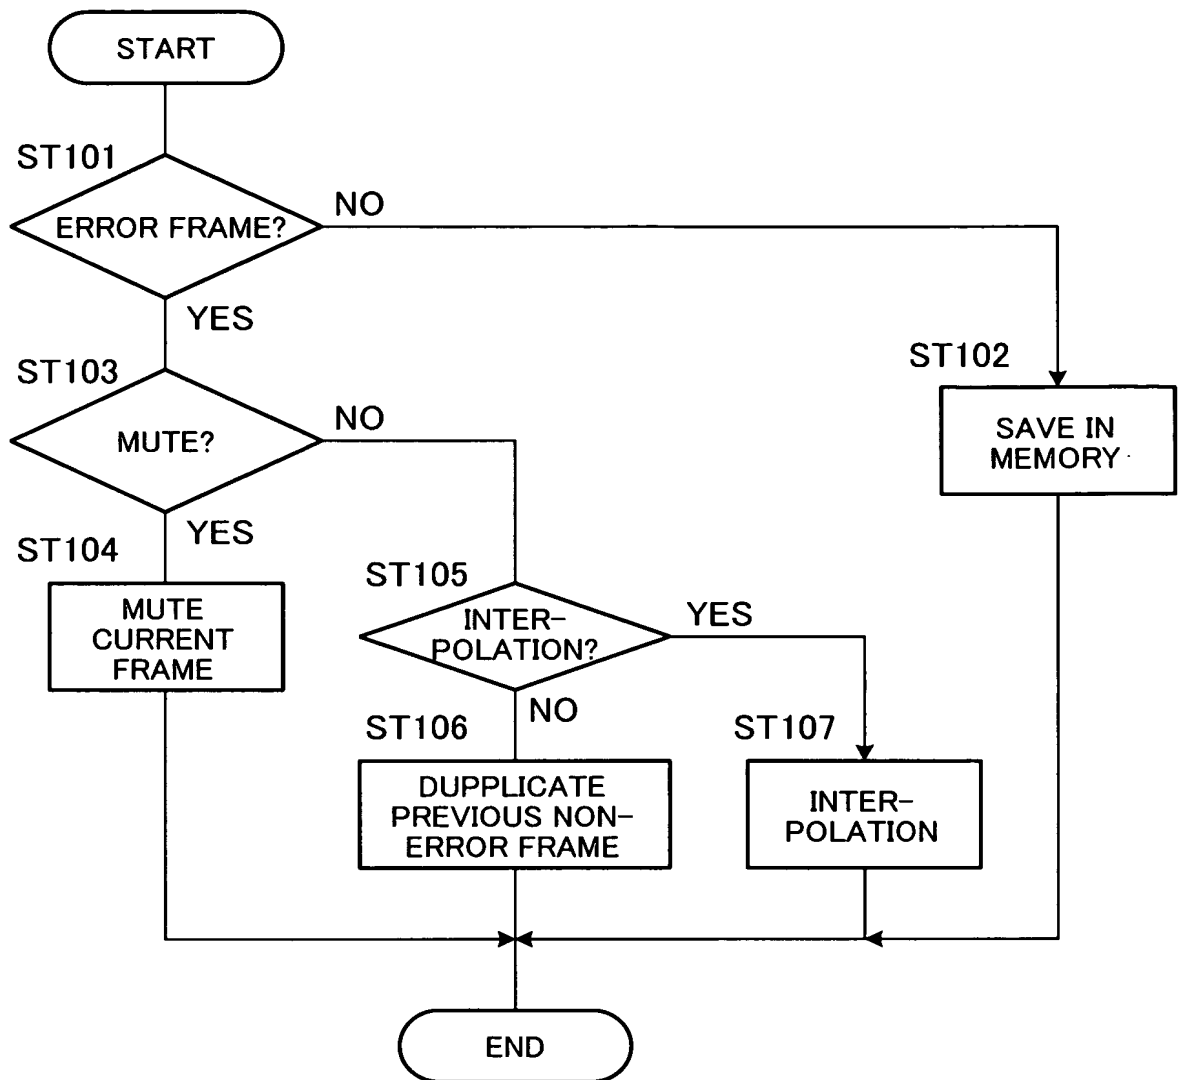 START
ST101
ERROR FRAME?
NO
YES
ST102
SAVE IN
MEMORY
ST103
MUTE?
NO
YES
ST104
MUTE
CURRENT
FRAME
ST105
INTER-
POLATION?
YES
NO
ST106
DUPPLICATE
PREVIOUS NON-
ERROR FRAME
ST107
INTER-
POLATION
END